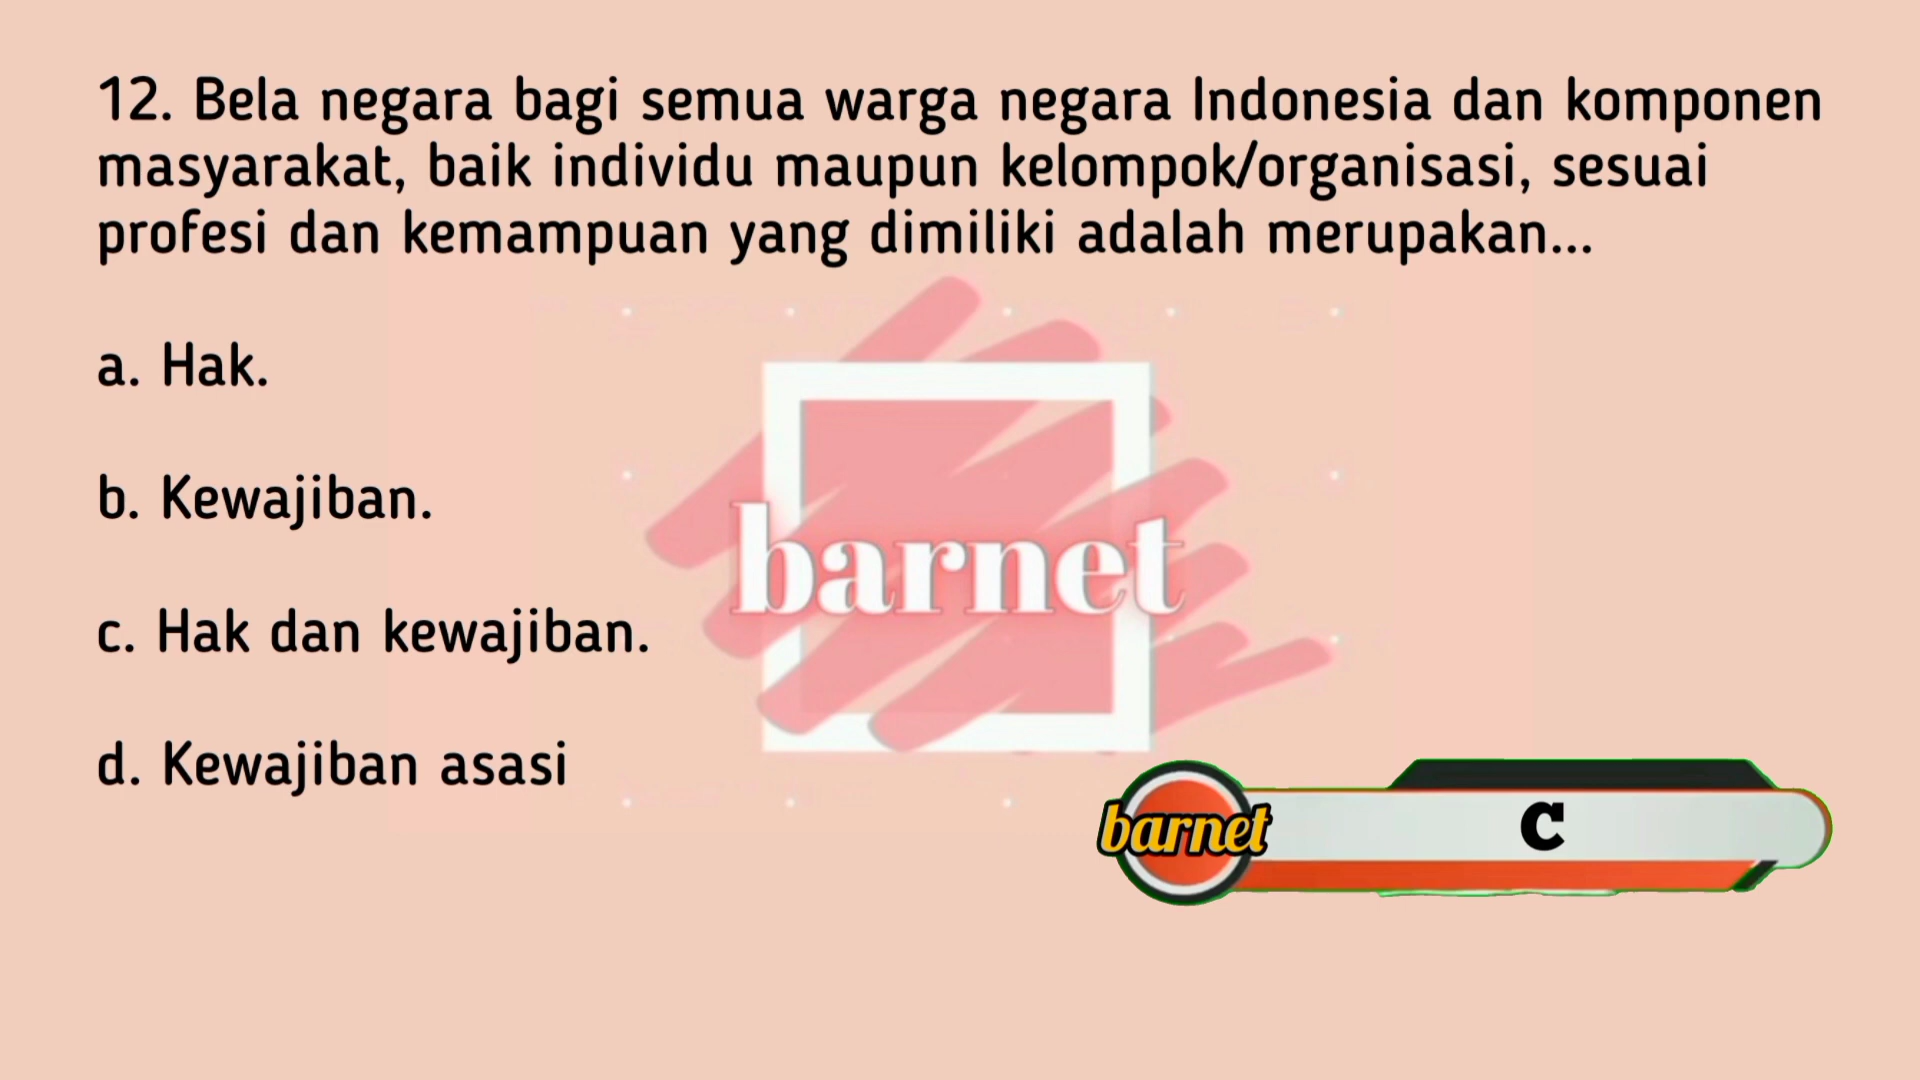 12. Bela negara bagi semua warga negara Indonesia dan komponen
masyarakat, baik individu maupun kelompok/organisasi, sesuai
profesi dan kemampuan yang dimiliki adalah merupakan...
a. Hak.
b. Kewajiban.
c. Hak dan kewajiban.
d. Kewajiban asasi
barnet
barnet
C